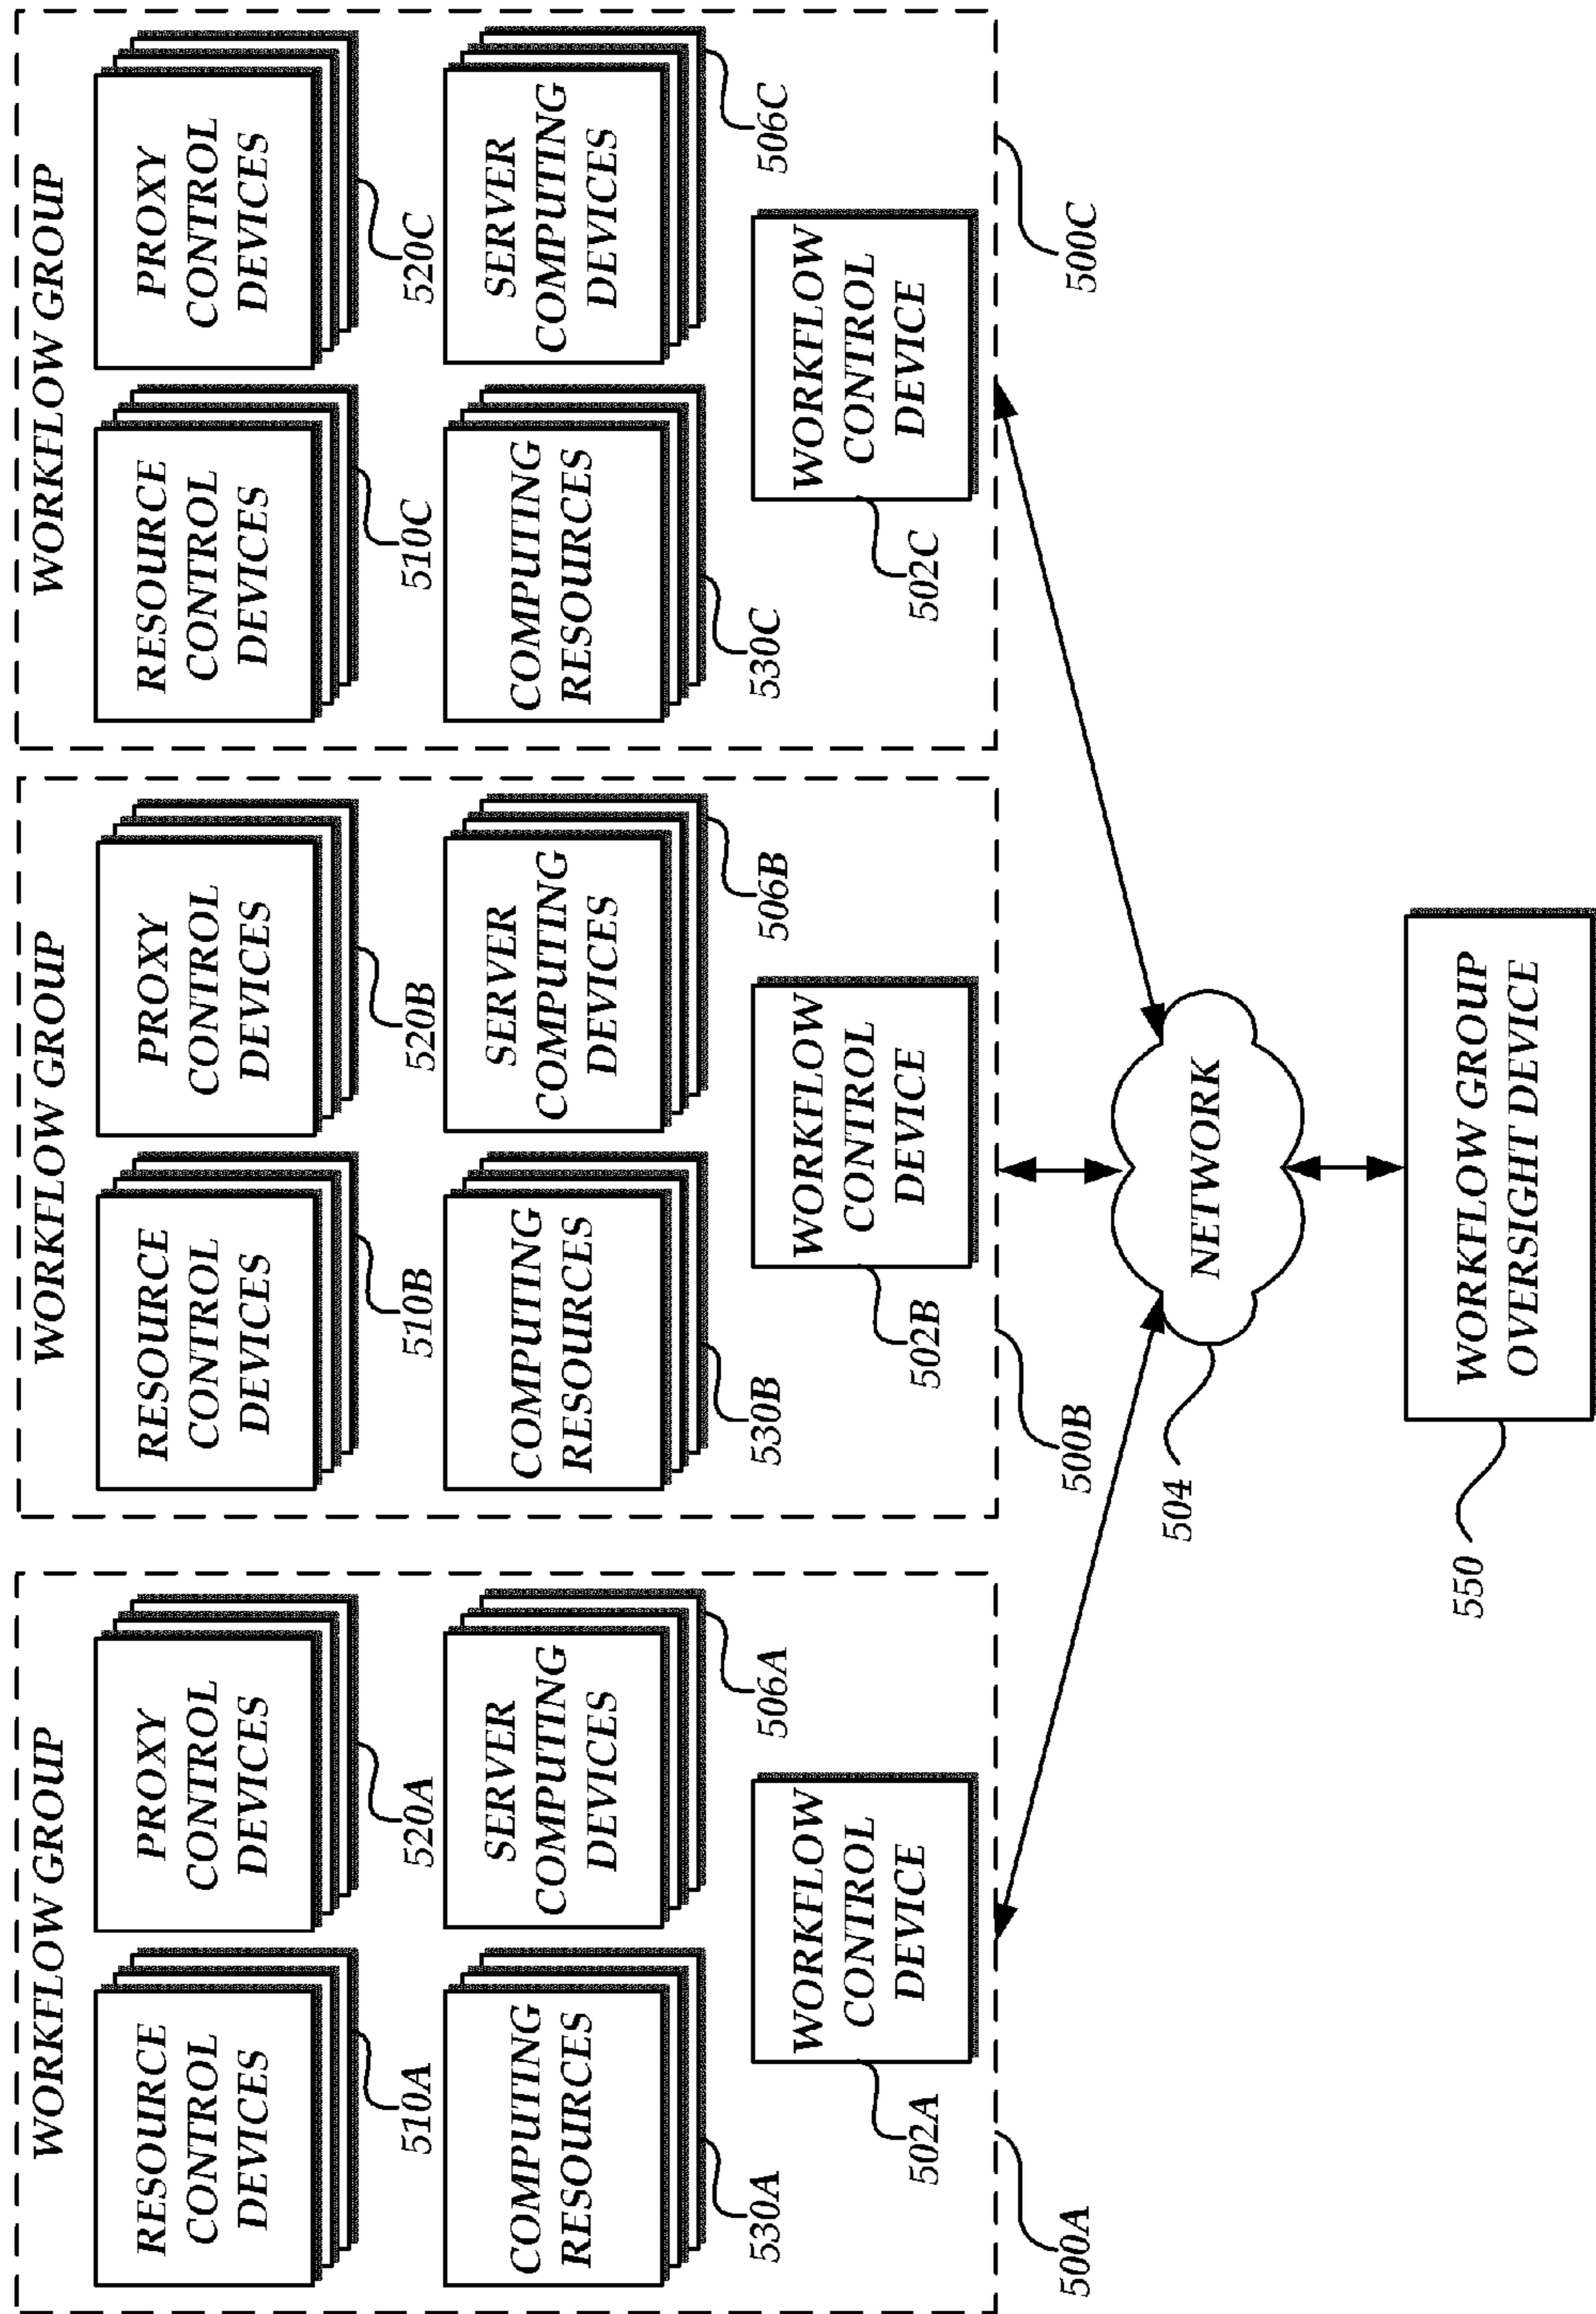 WORKFLOW GROUP
RESOURCE
CONTROL
DEVICES
510A
PROXY
CONTROL
DEVICES
520A
COMPUTING
RESOURCES
530A
SERVER
COMPUTING
DEVICES
506A
WORKFLOW
CONTROL
DEVICE
502A
500A
WORKFLOW GROUP
RESOURCE
CONTROL
DEVICES
510B
PROXY
CONTROL
DEVICES
520B
COMPUTING
RESOURCES
530B
SERVER
COMPUTING
DEVICES
506B
WORKFLOW
CONTROL
DEVICE
502B
500B
WORKFLOW GROUP
RESOURCE
CONTROL
DEVICES
510C
PROXY
CONTROL
DEVICES
520C
COMPUTING
RESOURCES
530C
SERVER
COMPUTING
DEVICES
506C
WORKFLOW
CONTROL
DEVICE
502C
500C
NETWORK
504
WORKFLOW GROUP
OVERSIGHT DEVICE
550